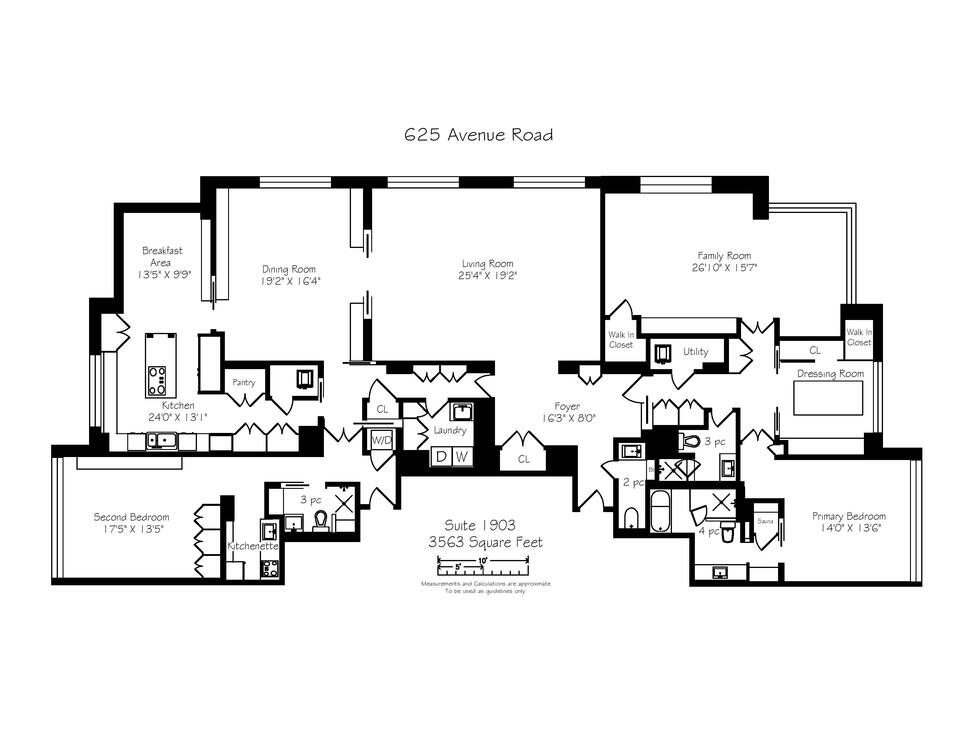 625 Avenue Road
Breakfast
Area
13'5" X 9'9"
Dining Room
19'2" X 16'4"
Living Room
25'4" X 19'2"
Family Room
26'10" X 15'7"
Walk In
Closet
Utility
Walk In
Closet
CL
Dressing Room
Pantry
Kitchen
24'0" X 13'1"
CL
W/D
Laundry
D
W
Foyer
16'3" X 8'0"
CL
3 pc
2 pc
Second Bedroom
17'5" X 13'5"
3 pc
Kitchenette
Suite 1903
3563 Square Feet
10'
5'
Measurements and Calculations are approximate
To be used as guidelines only
4 pc
Sauna
Primary Bedroom
14'0" X 13'6"